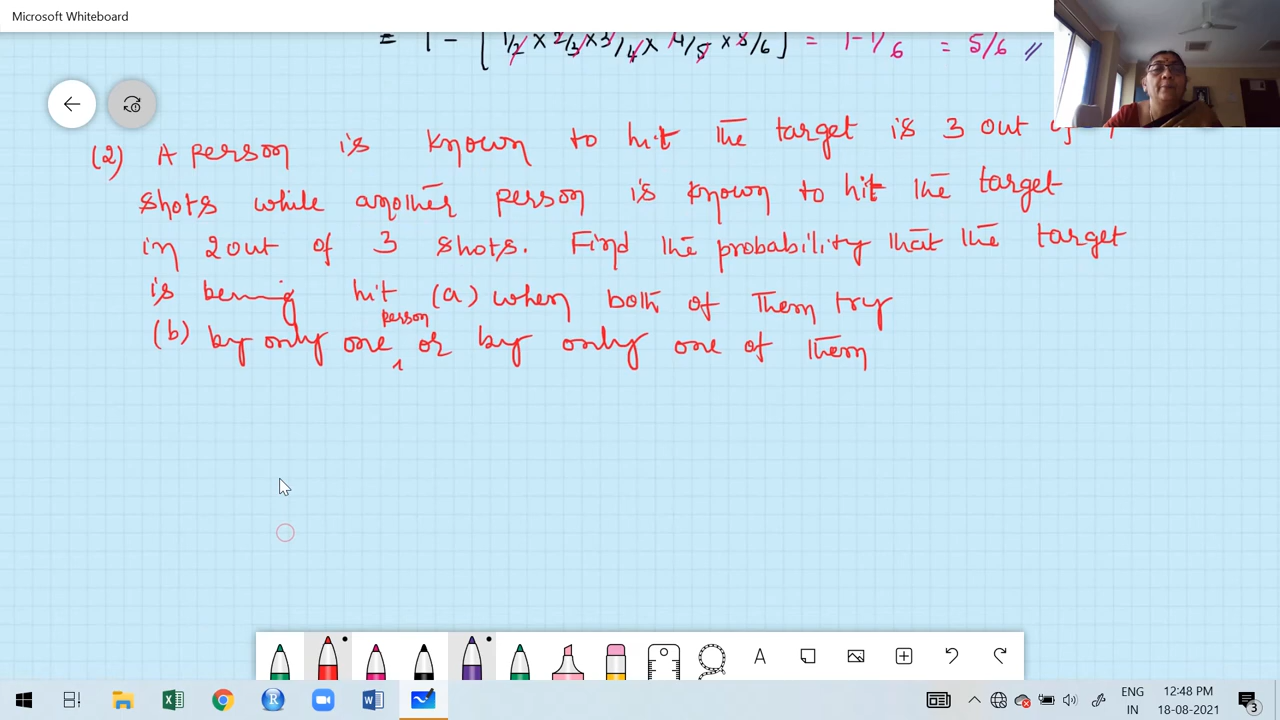 Microsoft Whiteboard
= 1 - [ 1/2 × 2/3 × 3/4 × 4/5 × 5/6 ] = 1-1/6 = 5/6 //
(2) A person is known to hit the target is 3 out
shots while another person is known to hit the target
in 2 out of 3 shots. Find the probability that the target
is being hit (a) when both of them try
person
(b) by only one ^ or by only one of them
A
ENG
IN
12:48 PM
18-08-2021
3